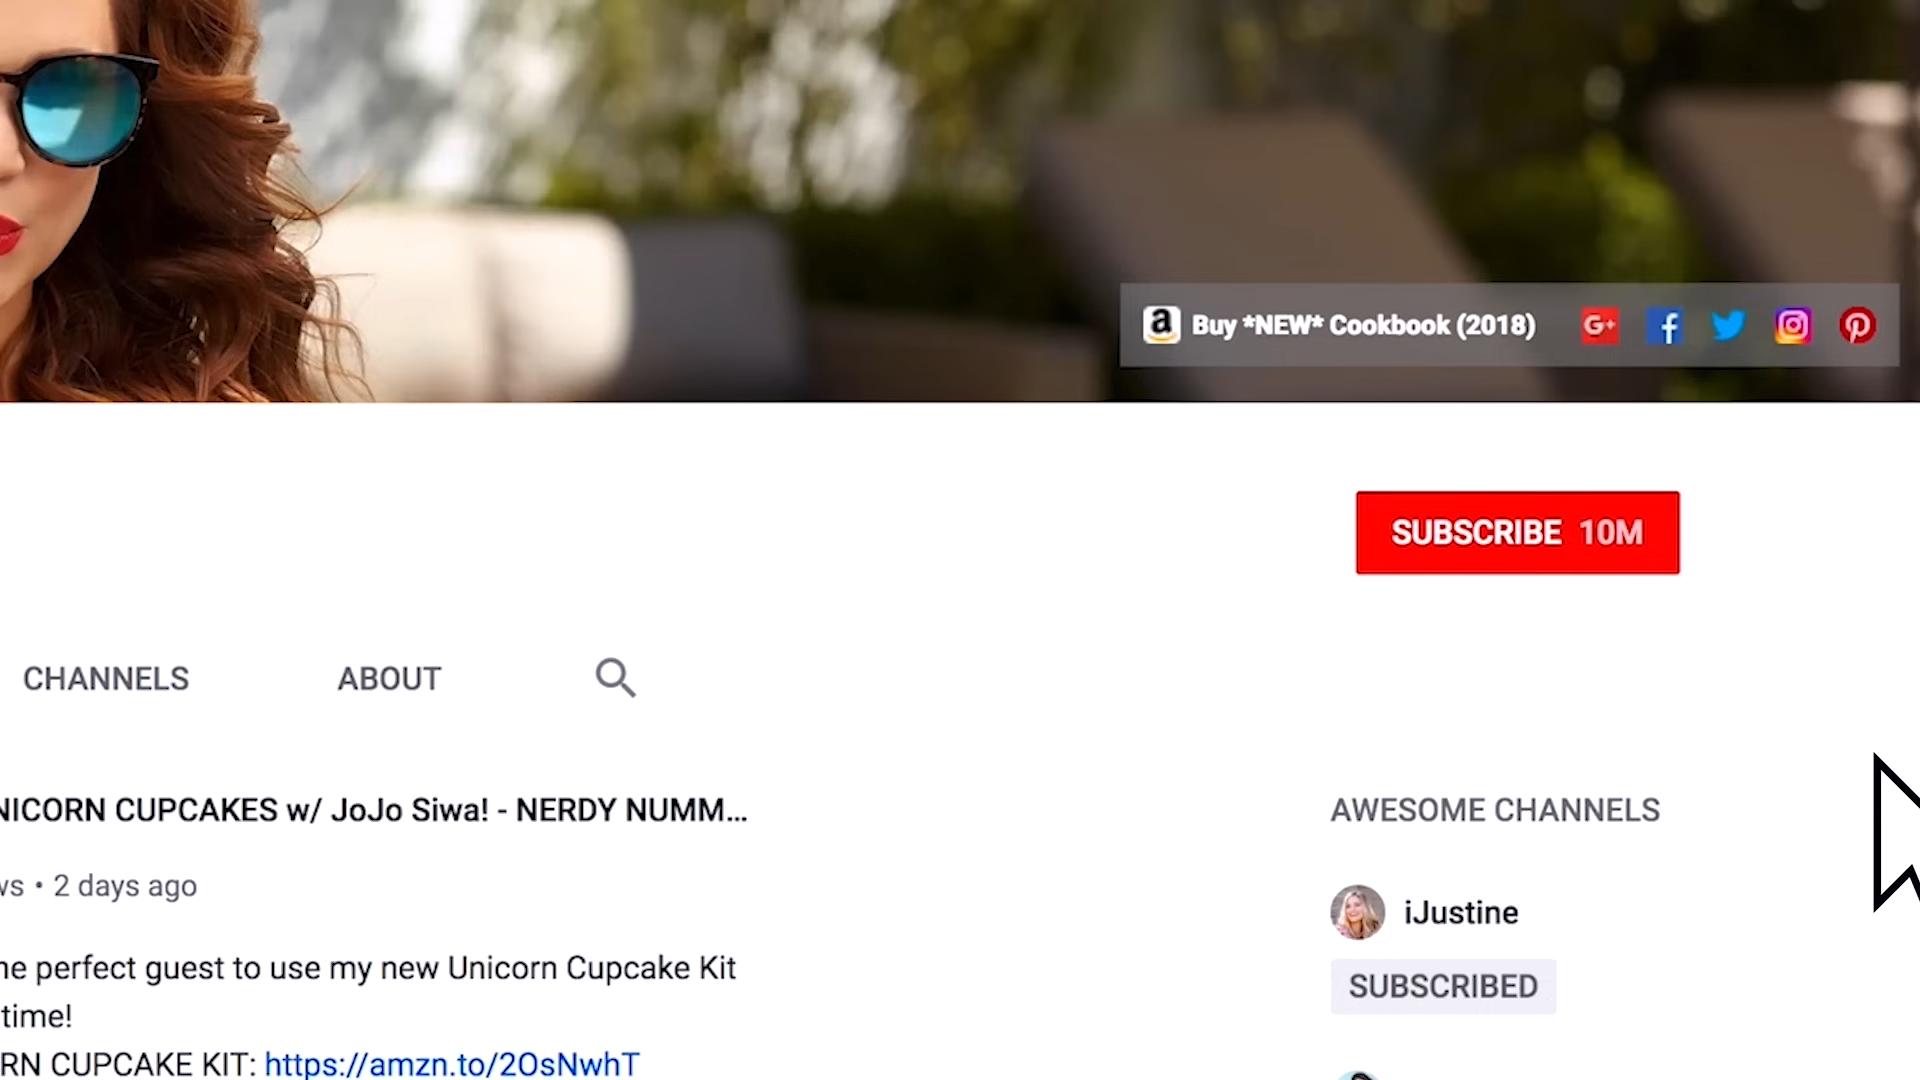 a Buy *NEW* Cookbook (2018) G+ f
SUBSCRIBE 10M
CHANNELS ABOUT
NICORN CUPCAKES w/ JoJo Siwa! - NERDY NUMM...
AWESOME CHANNELS
ws • 2 days ago
iJustine
he perfect guest to use my new Unicorn Cupcake Kit
SUBSCRIBED
time!
RN CUPCAKE KIT: https://amzn.to/2OsNwhT